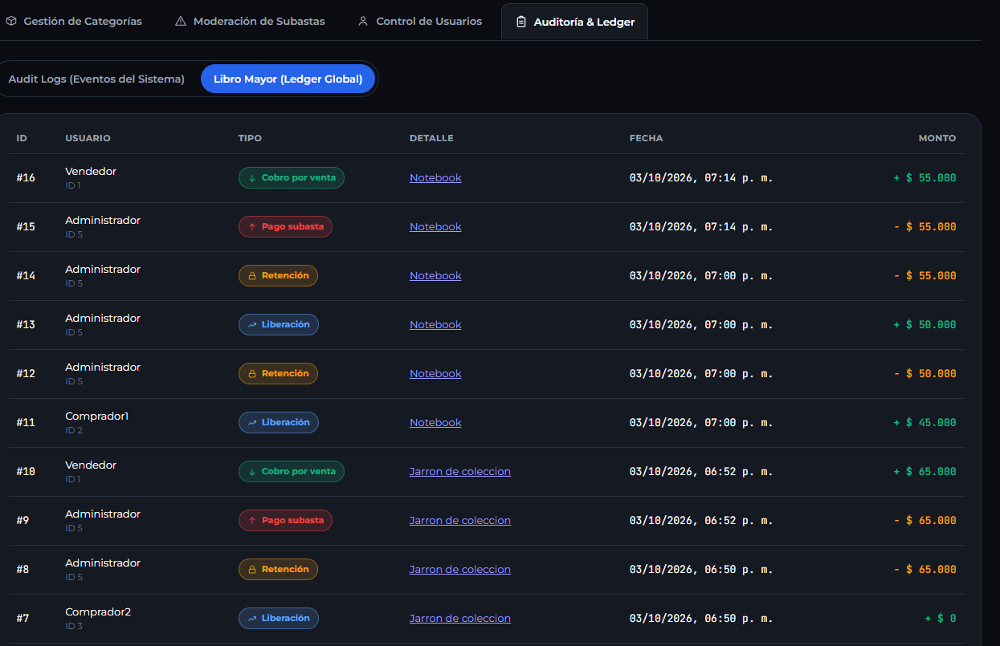 Gestión de Categorías Moderación de Subastas Control de Usuarios Auditoría & Ledger
Audit Logs (Eventos del Sistema) Libro Mayor (Ledger Global)
ID USUARIO TIPO DETALLE FECHA MONTO
#16 Vendedor Cobro por venta Notebook 03/10/2026, 07:14 p. m. + $ 55.000
ID 1
#15 Administrador Pago subasta Notebook 03/10/2026, 07:14 p. m. - $ 55.000
ID 5
#14 Administrador Retención Notebook 03/10/2026, 07:00 p. m. - $ 55.000
ID 5
#13 Administrador Liberación Notebook 03/10/2026, 07:00 p. m. + $ 50.000
ID 5
#12 Administrador Retención Notebook 03/10/2026, 07:00 p. m. - $ 50.000
ID 5
#11 Comprador1 Liberación Notebook 03/10/2026, 07:00 p. m. + $ 45.000
ID 2
#10 Vendedor Cobro por venta Jarron de coleccion 03/10/2026, 06:52 p. m. + $ 65.000
ID 1
#9 Administrador Pago subasta Jarron de coleccion 03/10/2026, 06:52 p. m. - $ 65.000
ID 5
#8 Administrador Retención Jarron de coleccion 03/10/2026, 06:50 p. m. - $ 65.000
ID 5
#7 Comprador2 Liberación Jarron de coleccion 03/10/2026, 06:50 p. m. + $ 0
ID 3